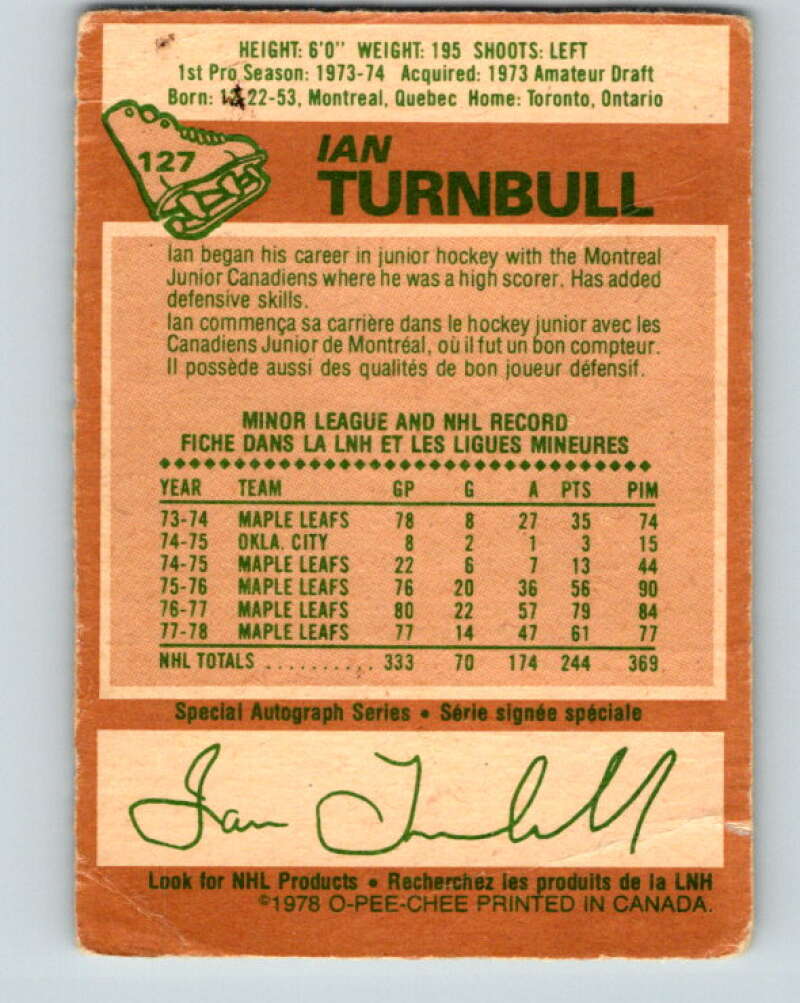 HEIGHT: 6'0" WEIGHT: 195 SHOOTS: LEFT
1st Pro Season: 1973-74 Acquired: 1973 Amateur Draft
Born: 22-53, Montreal, Quebec Home: Toronto, Ontario
127
IAN
TURNBULL
Ian began his career in junior hockey with the Montreal
Junior Canadiens where he was a high scorer. Has added
defensive skills.
Ian commença sa carrière dans le hockey junior avec les
Canadiens Junior de Montréal, où il fut un bon compteur.
Il possède aussi des qualités de bon joueur défensif.
MINOR LEAGUE AND NHL RECORD
FICHE DANS LA LNH ET LES LIGUES MINEURES
YEAR TEAM GP G A PTS PIM
73-74 MAPLE LEAFS 78 8 27 35 74
74-75 OKLA. CITY 8 2 1 3 15
74-75 MAPLE LEAFS 22 6 7 13 44
75-76 MAPLE LEAFS 76 20 36 56 90
76-77 MAPLE LEAFS 80 22 57 79 84
77-78 MAPLE LEAFS 77 14 47 61 77
NHL TOTALS .......... 333 70 174 244 369
Special Autograph Series • Série signée spéciale
Ian Turnbull
Look for NHL Products • Recherchez les produits de la LNH
©1978 O-PEE-CHEE PRINTED IN CANADA.